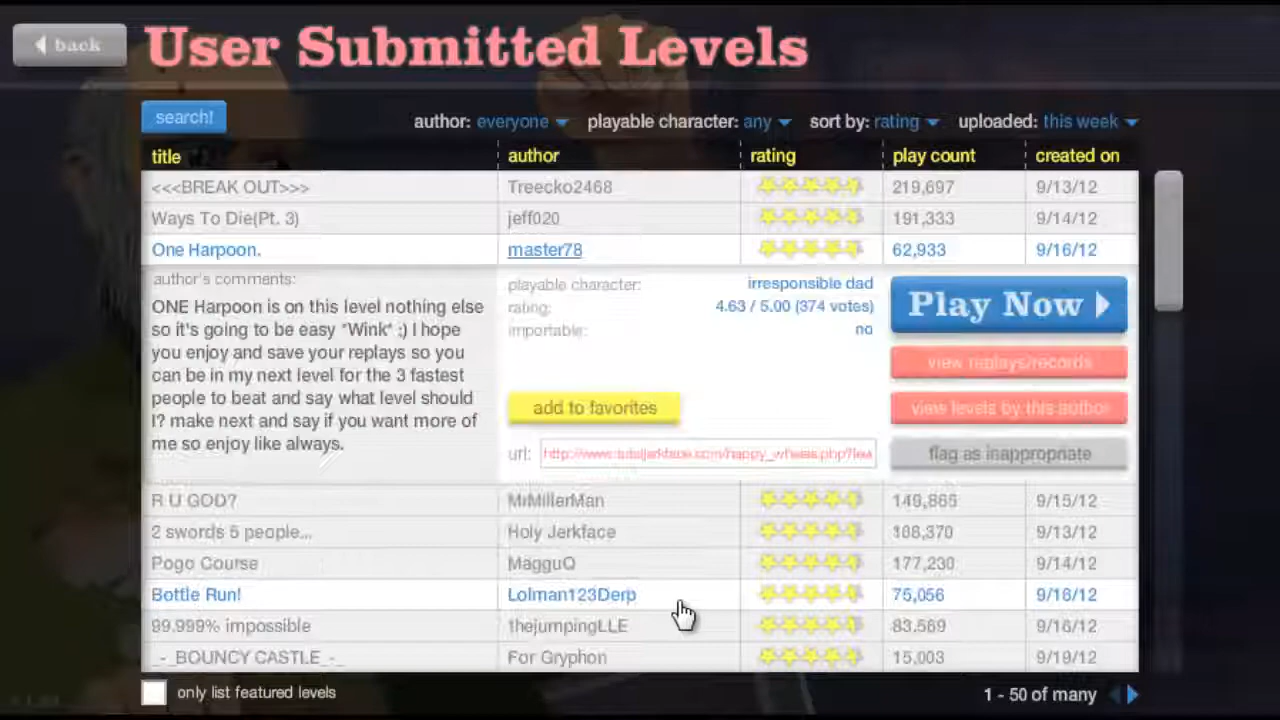 back
User Submitted Levels
search!
author: everyone playable character: any sort by: rating uploaded: this week
title author rating play count created on
<<<BREAK OUT>>> Treecko2468 219,697 9/13/12
Ways To Die(Pt. 3) jeff020 191,333 9/14/12
One Harpoon. master78 62,933 9/16/12
author's comments:
ONE Harpoon is on this level nothing else
so it's going to be easy *Wink* ;) I hope
you enjoy and save your replays so you
can be in my next level for the 3 fastest
people to beat and say what level should
I? make next and say if you want more of
me so enjoy like always.
playable character: irresponsible dad
rating: 4.63 / 5.00 (374 votes)
importable: no
add to favorites
url:
Play Now
view replays/records
view levels by this author
flag as inappropriate
R U GOD? MrMillerMan 149,865 9/15/12
2 swords 5 people... Holy Jerkface 9/13/12
Pogo Course MagguQ 177,230 9/14/12
Bottle Run! Lolman123Derp 75,056 9/16/12
99.999% impossible thejumpingLLE 83,569 9/16/12
_-_BOUNCY CASTLE_-_ For Gryphon 15,003
only list featured levels
1 - 50 of many